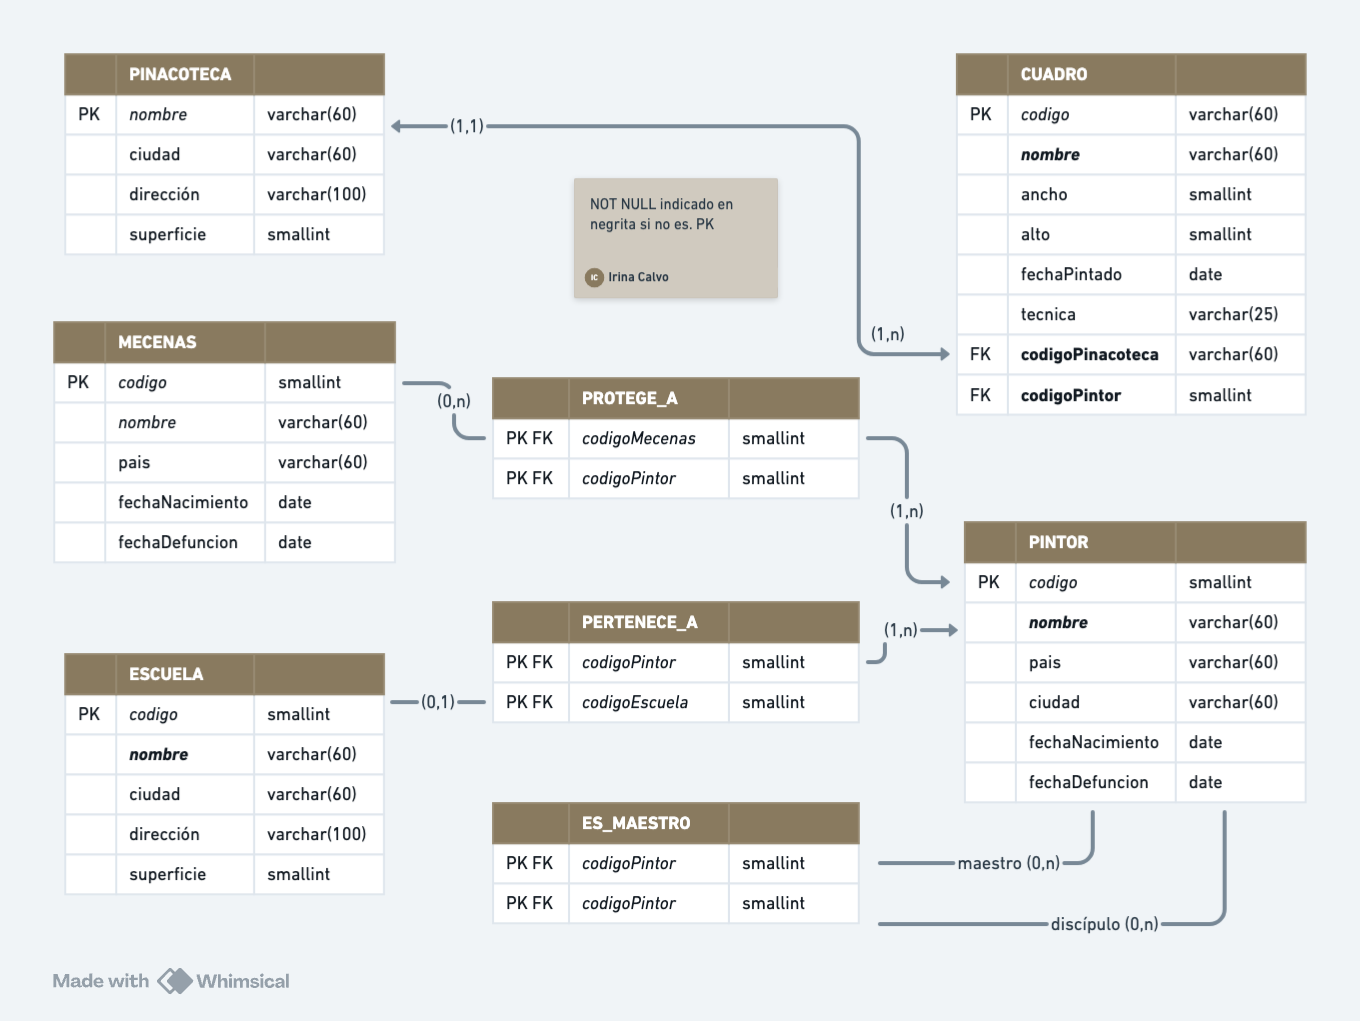 PINACOTECA
PK nombre varchar(60)
ciudad varchar(60)
dirección varchar(100)
superficie smallint
(1,1)
CUADRO
PK codigo varchar(60)
nombre varchar(60)
ancho smallint
alto smallint
fechaPintado date
tecnica varchar(25)
FK codigoPinacoteca varchar(60)
FK codigoPintor smallint
NOT NULL indicado en
negrita si no es. PK
IC Irina Calvo
(1,n)
MECENAS
PK codigo smallint
nombre varchar(60)
pais varchar(60)
fechaNacimiento date
fechaDefuncion date
(0,n)
PROTEGE_A
PK FK codigoMecenas smallint
PK FK codigoPintor smallint
(1,n)
PINTOR
PK codigo smallint
nombre varchar(60)
pais varchar(60)
ciudad varchar(60)
fechaNacimiento date
fechaDefuncion date
PERTENECE_A
PK FK codigoPintor smallint
PK FK codigoEscuela smallint
(1,n)
ESCUELA
PK codigo smallint
nombre varchar(60)
ciudad varchar(60)
dirección varchar(100)
superficie smallint
(0,1)
ES_MAESTRO
PK FK codigoPintor smallint
PK FK codigoPintor smallint
maestro (0,n)
discípulo (0,n)
Made with Whimsical